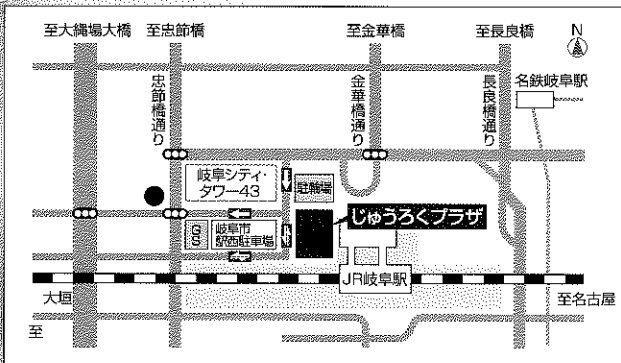 至大縄場大橋
至忠節橋
至金華橋
至長良橋
N
忠節橋通り
金華橋通り
長良橋通り
名鉄岐阜駅
岐阜シティ・
タワー43
駐輪場
じゅうろくプラザ
GS
岐阜市
駅西駐車場
JR岐阜駅
大垣
至
至名古屋